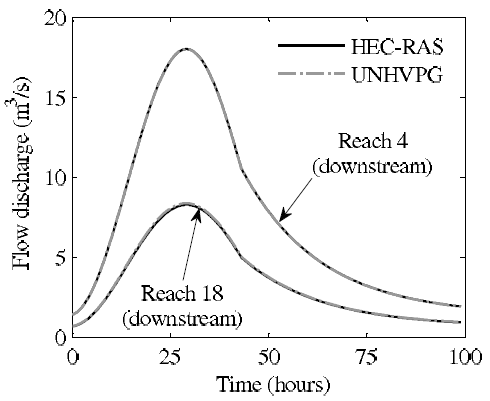 20
15
10
5
0
0
25
50
75
100
Flow discharge (m³/s)
Time (hours)
HEC-RAS
UNHVPG
Reach 4
(downstream)
Reach 18
(downstream)